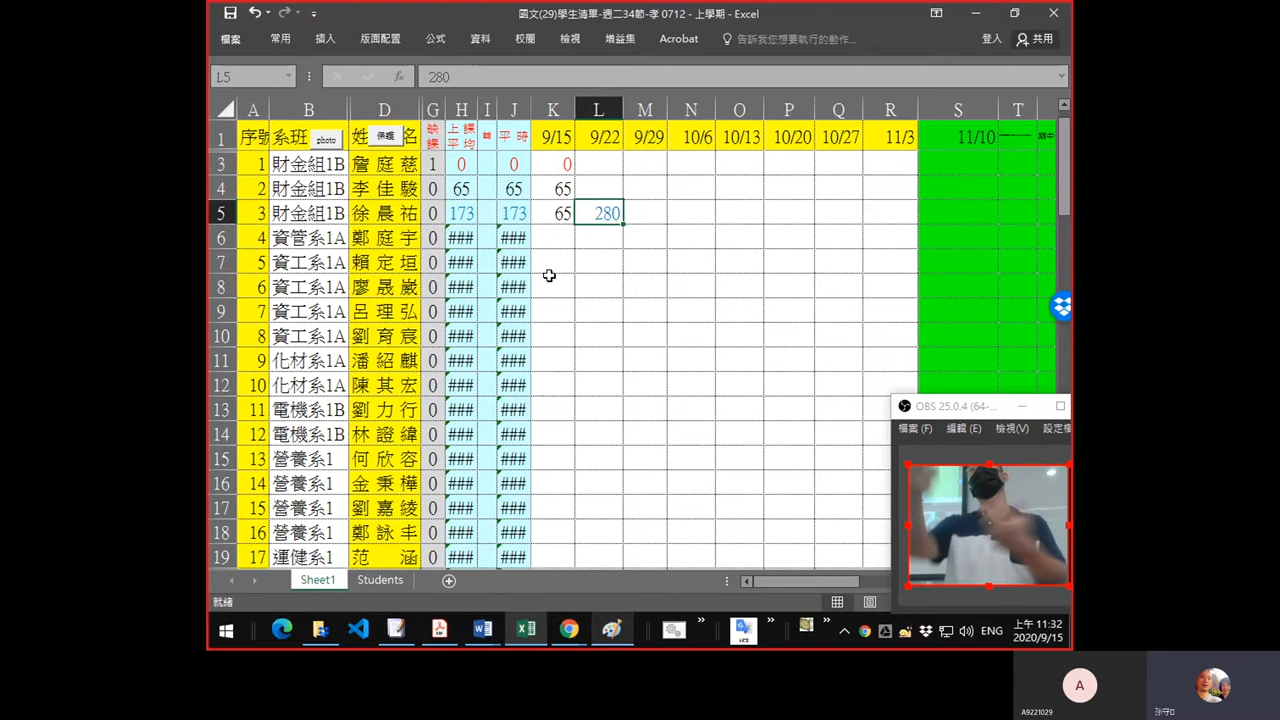 國文(29)學生清單-週二34節-孝 0712 - 上學期 - Excel
檔案 常用 插入 版面配置 公式 資料 校閱 檢視 增益集 Acrobat 告訴我您想要執行的動作... 登入 共用
L5 fx 280
A B D G H I J K L M N O P Q R S T
1 序號 系班 photo 姓 保護 名 缺課 上課平均 平時 9/15 9/22 9/29 10/6 10/13 10/20 10/27 11/3 11/10
3 1 財金組1B 詹庭慈 1 0 0 0
4 2 財金組1B 李佳駿 0 65 65 65
5 3 財金組1B 徐晨祐 0 173 173 65 280
6 4 資管系1A 鄭庭宇 0 ### ###
7 5 資工系1A 賴定垣 0 ### ###
8 6 資工系1A 廖晟崴 0 ### ###
9 7 資工系1A 呂理弘 0 ### ###
10 8 資工系1A 劉育宸 0 ### ###
11 9 化材系1A 潘紹麒 0 ### ###
12 10 化材系1A 陳其宏 0 ### ###
13 11 電機系1B 劉力行 0 ### ###
14 12 電機系1B 林證緯 0 ### ###
15 13 營養系1 何欣容 0 ### ###
16 14 營養系1 金秉樺 0 ### ###
17 15 營養系1 劉嘉綾 0 ### ###
18 16 營養系1 鄭詠丰 0 ### ###
19 17 運健系1 范涵 0 ### ###
OBS 25.0.4 (64-...
檔案(F) 編輯(E) 檢視(V) 設定檔
Sheet1 Students
就緒
ENG
上午 11:32
2020/9/15
A
A9221029